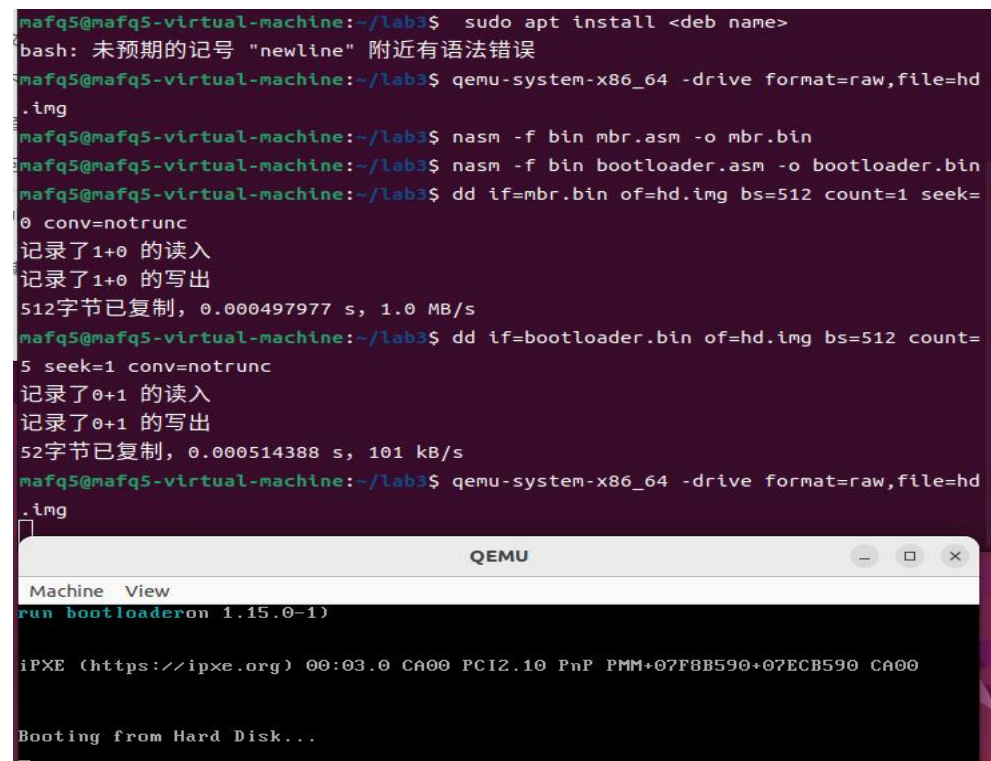 mafq5@mafq5-virtual-machine:~/lab3$  sudo apt install <deb name>
bash: 未预期的记号 "newline" 附近有语法错误
mafq5@mafq5-virtual-machine:~/lab3$ qemu-system-x86_64 -drive format=raw,file=hd
.img
mafq5@mafq5-virtual-machine:~/lab3$ nasm -f bin mbr.asm -o mbr.bin
mafq5@mafq5-virtual-machine:~/lab3$ nasm -f bin bootloader.asm -o bootloader.bin
mafq5@mafq5-virtual-machine:~/lab3$ dd if=mbr.bin of=hd.img bs=512 count=1 seek=
0 conv=notrunc
记录了1+0 的读入
记录了1+0 的写出
512字节已复制，0.000497977 s，1.0 MB/s
mafq5@mafq5-virtual-machine:~/lab3$ dd if=bootloader.bin of=hd.img bs=512 count=
5 seek=1 conv=notrunc
记录了0+1 的读入
记录了0+1 的写出
52字节已复制，0.000514388 s，101 kB/s
mafq5@mafq5-virtual-machine:~/lab3$ qemu-system-x86_64 -drive format=raw,file=hd
.img
QEMU
Machine View
run bootloaderon 1.15.0-1)
iPXE (https://ipxe.org) 00:03.0 CA00 PCI2.10 PnP PMM+07F8B590+07ECB590 CA00
Booting from Hard Disk...